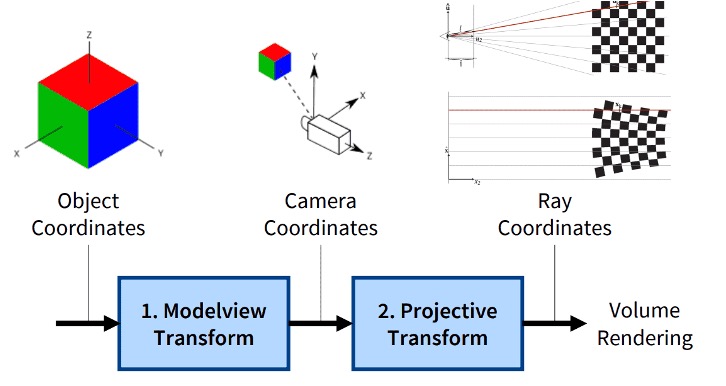 Z
X
Y
Y
X
Z
Object
Coordinates
Camera
Coordinates
Ray
Coordinates
1. Modelview
Transform
2. Projective
Transform
Volume
Rendering